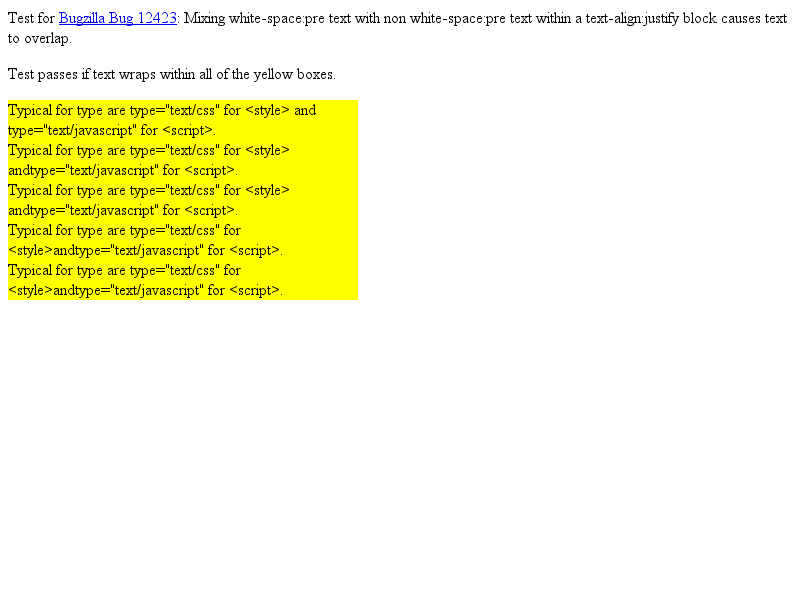 Test for Bugzilla Bug 12423: Mixing white-space:pre text with non white-space:pre text within a text-align:justify block causes text
to overlap.
Test passes if text wraps within all of the yellow boxes.
Typical for type are type="text/css" for <style> and
type="text/javascript" for <script>.
Typical for type are type="text/css" for <style>
andtype="text/javascript" for <script>.
Typical for type are type="text/css" for <style>
andtype="text/javascript" for <script>.
Typical for type are type="text/css" for
<style>andtype="text/javascript" for <script>.
Typical for type are type="text/css" for
<style>andtype="text/javascript" for <script>.